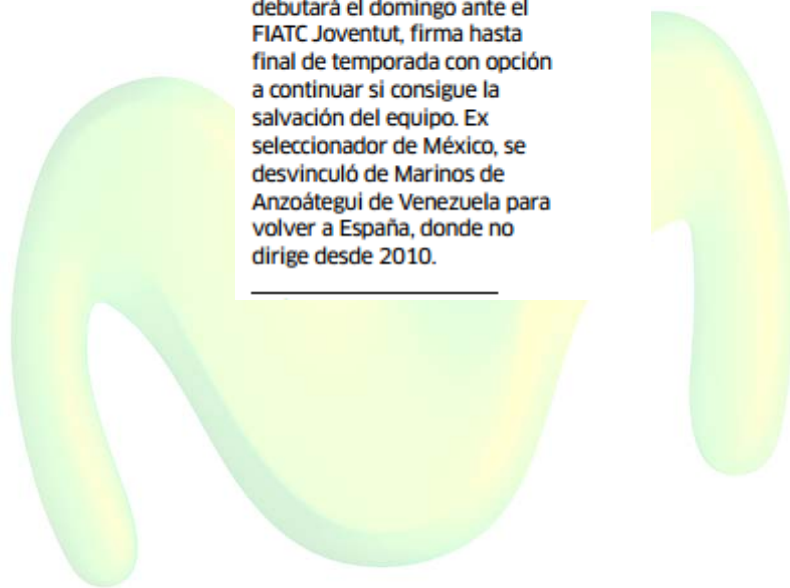 debutará el domingo ante el
FIATC Joventut, firma hasta
final de temporada con opción
a continuar si consigue la
salvación del equipo. Ex
seleccionador de México, se
desvinculó de Marinos de
Anzoátegui de Venezuela para
volver a España, donde no
dirige desde 2010.